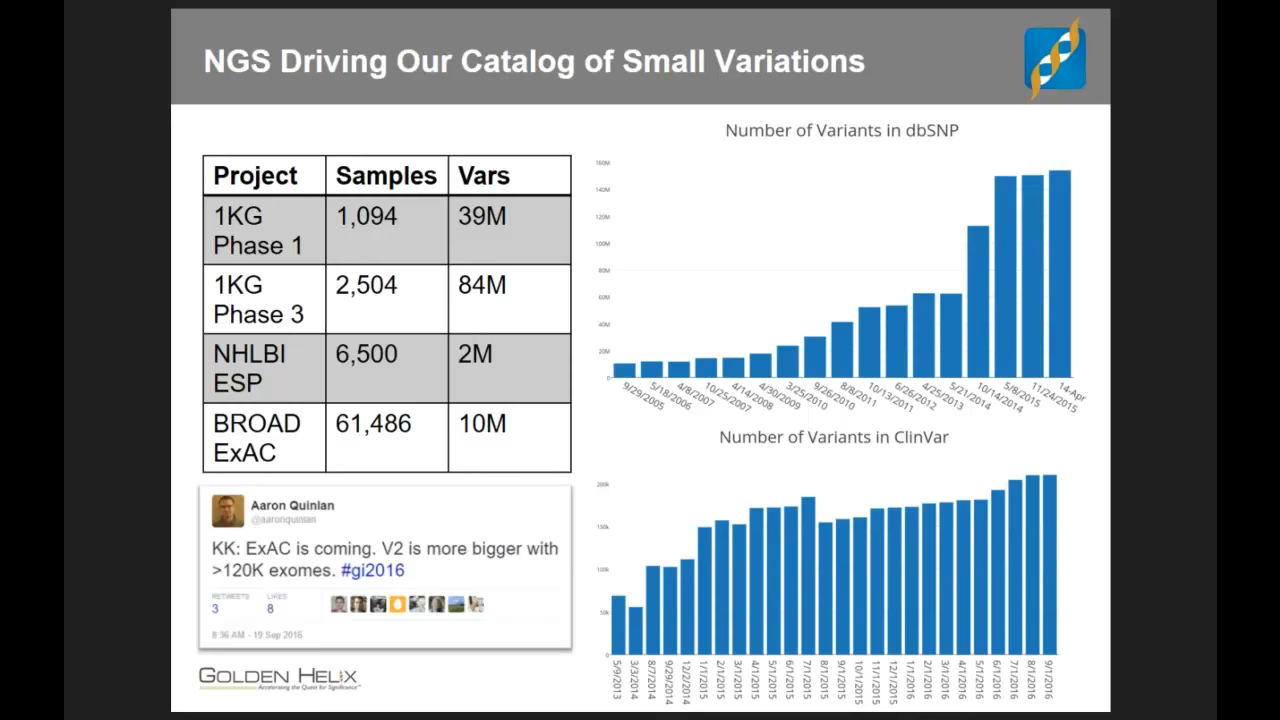 NGS Driving Our Catalog of Small Variations
Project Samples Vars
1KG Phase 1 1,094 39M
1KG Phase 3 2,504 84M
NHLBI ESP 6,500 2M
BROAD ExAC 61,486 10M
Aaron Quinlan
@aaronquinlan
KK: ExAC is coming. V2 is more bigger with
>120K exomes. #gi2016
RETWEETS LIKES
3 8
8:36 AM - 19 Sep 2016
GOLDEN HELIX
Accelerating the Quest for Significance™
Number of Variants in dbSNP
160M
140M
120M
100M
80M
60M
40M
20M
0
9/29/2005 5/18/2006 4/8/2007 10/25/2007 4/14/2008 4/30/2009 3/25/2010 9/26/2010 8/8/2011 10/13/2011 6/26/2012 4/25/2013 5/21/2014 10/14/2014 5/8/2015 11/24/2015 14-Apr
Number of Variants in ClinVar
200k
150k
100k
50k
0
5/9/2013 3/3/2014 8/7/2014 9/29/2014 12/2/2014 1/1/2015 2/1/2015 3/1/2015 4/1/2015 5/1/2015 6/1/2015 7/1/2015 8/1/2015 9/1/2015 10/1/2015 11/1/2015 12/1/2015 1/1/2016 2/1/2016 3/1/2016 4/1/2016 5/1/2016 6/1/2016 7/1/2016 8/1/2016 9/1/2016